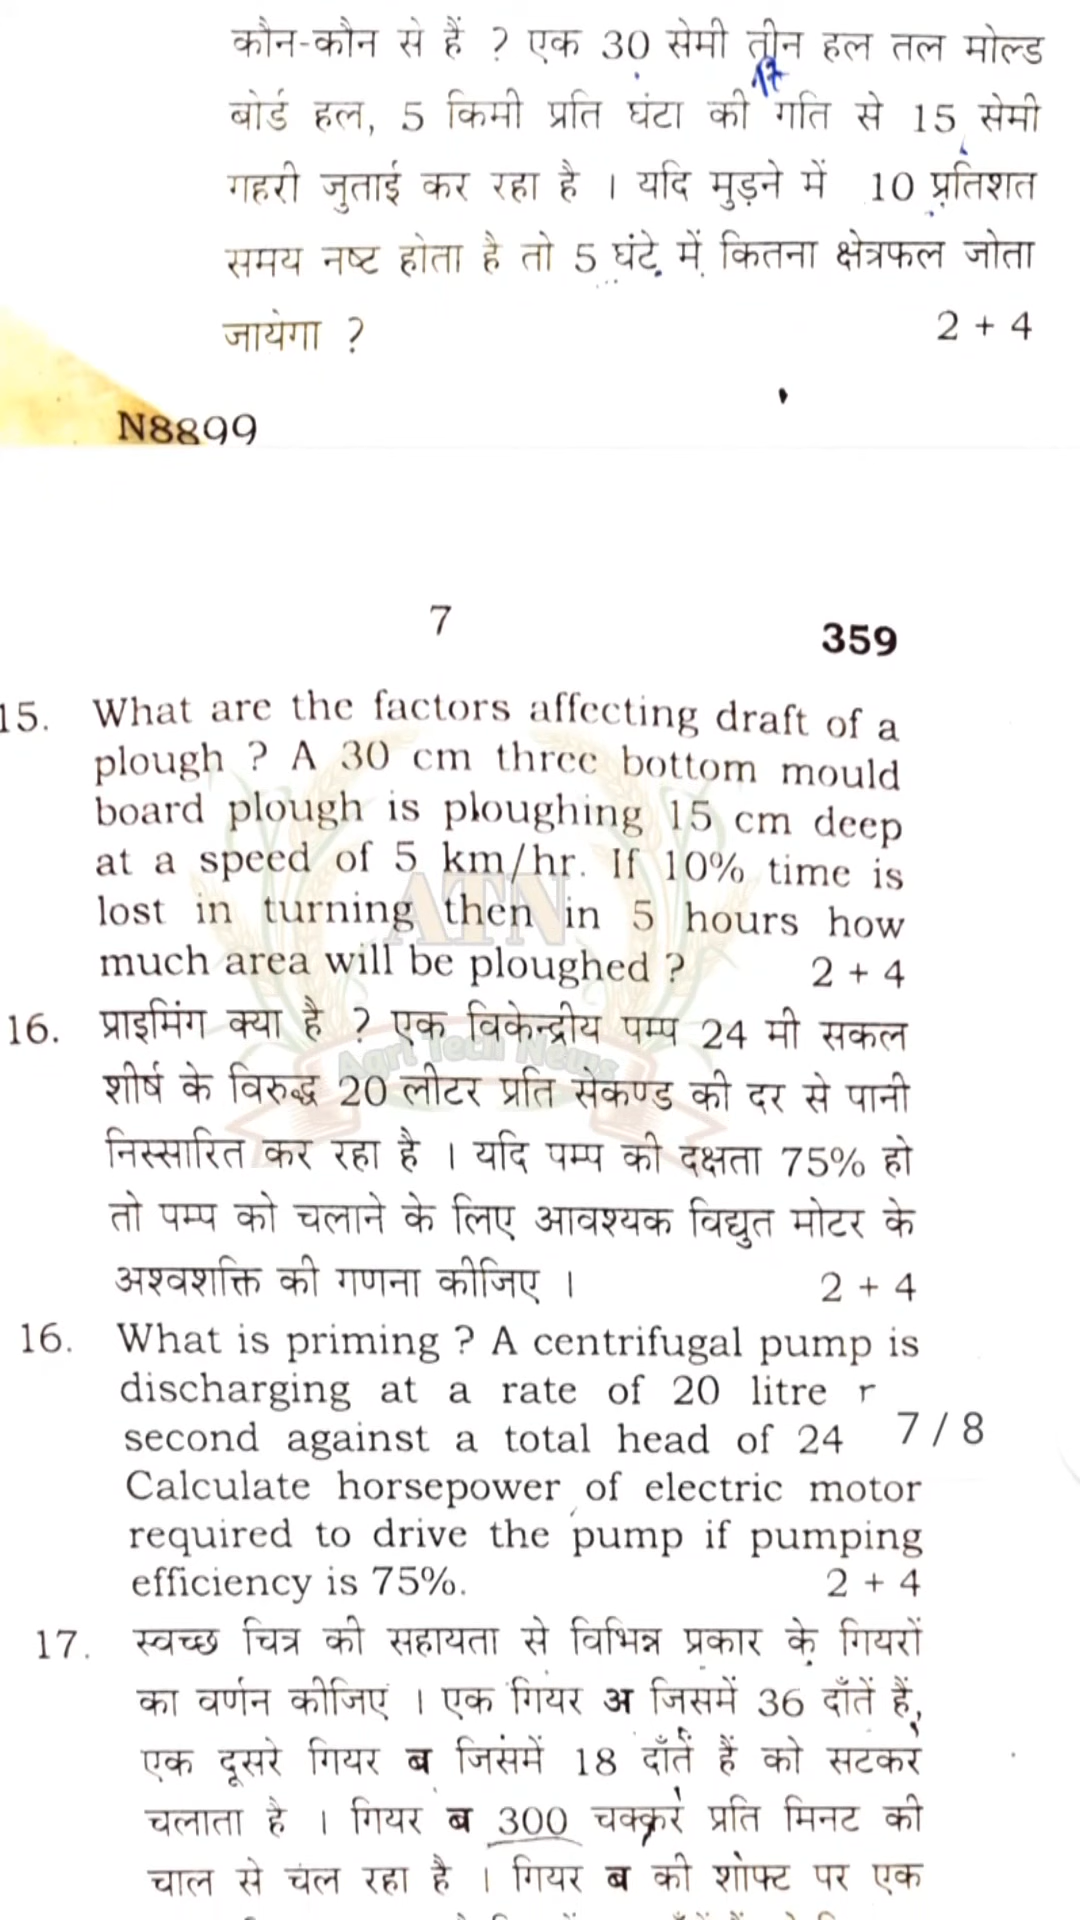 कौन-कौन से हैं ? एक 30 सेमी तीन हल तल मोल्ड
बोर्ड हल, 5 किमी प्रति घंटा की गति से 15 सेमी
गहरी जुताई कर रहा है । यदि मुड़ने में 10 प्रतिशत
समय नष्ट होता है तो 5 घंटे में कितना क्षेत्रफल जोता
जायेगा ? 2 + 4
N8899
7 359
15. What are the factors affecting draft of a
plough ? A 30 cm three bottom mould
board plough is ploughing 15 cm deep
at a speed of 5 km/hr. If 10% time is
lost in turning then in 5 hours how
much area will be ploughed ? 2 + 4
ATN
Agri Tech News
16. प्राइमिंग क्या है ? एक विकेन्द्रीय पम्प 24 मी सकल
शीर्ष के विरुद्ध 20 लीटर प्रति सेकण्ड की दर से पानी
निस्सारित कर रहा है । यदि पम्प की दक्षता 75% हो
तो पम्प को चलाने के लिए आवश्यक विद्युत मोटर के
अश्वशक्ति की गणना कीजिए । 2 + 4
16. What is priming ? A centrifugal pump is
discharging at a rate of 20 litre r
second against a total head of 24
7 / 8
Calculate horsepower of electric motor
required to drive the pump if pumping
efficiency is 75%. 2 + 4
17. स्वच्छ चित्र की सहायता से विभिन्न प्रकार के गियरों
का वर्णन कीजिए । एक गियर अ जिसमें 36 दाँतें हैं,
एक दूसरे गियर ब जिसमें 18 दाँतें हैं को सटकर
चलाता है । गियर ब 300 चक्कर प्रति मिनट की
चाल से चल रहा है । गियर ब की शॉफ्ट पर एक